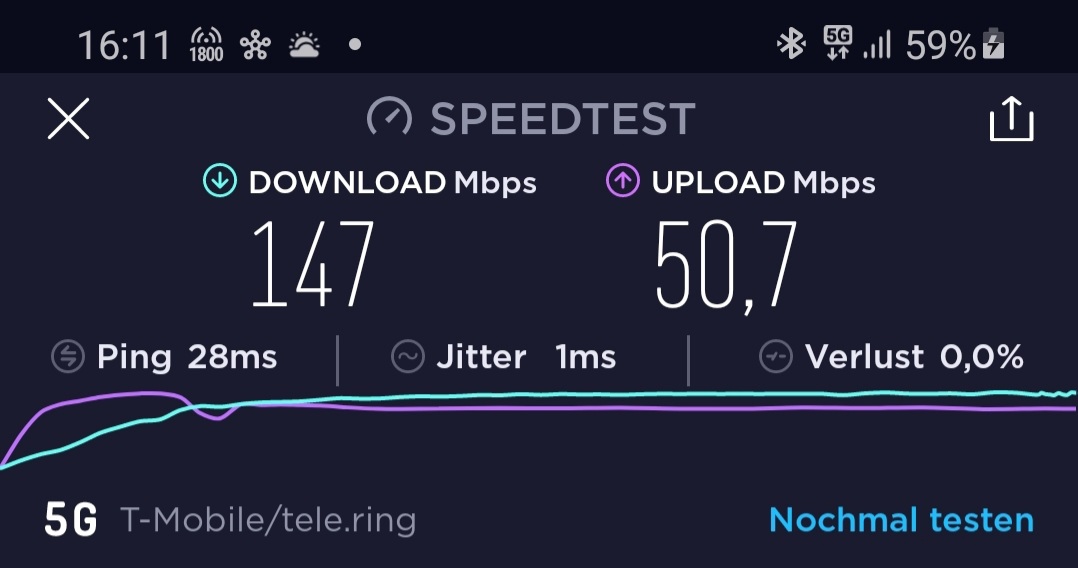 16:11 1800 5G 59%
SPEEDTEST
DOWNLOAD Mbps UPLOAD Mbps
147 50,7
Ping 28ms Jitter 1ms Verlust 0,0%
5G T-Mobile/tele.ring Nochmal testen